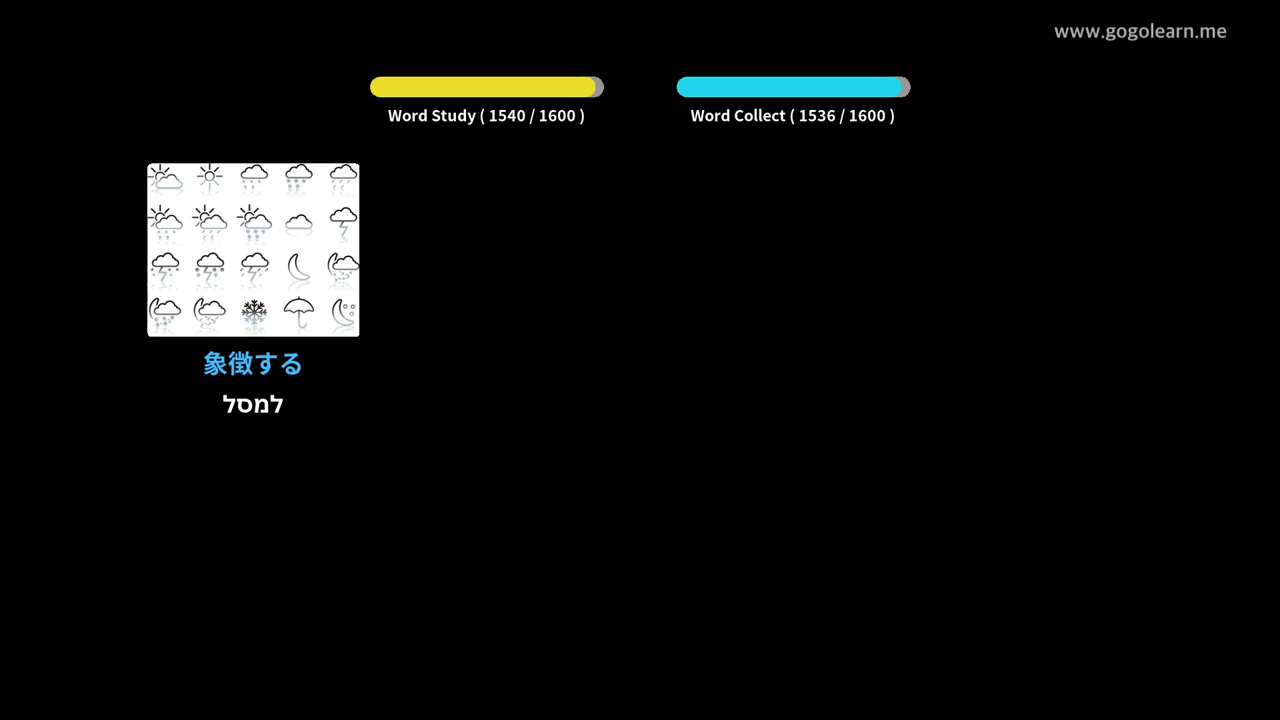 www.gogolearn.me
Word Study ( 1540 / 1600 )
Word Collect ( 1536 / 1600 )
象徴する
למסל